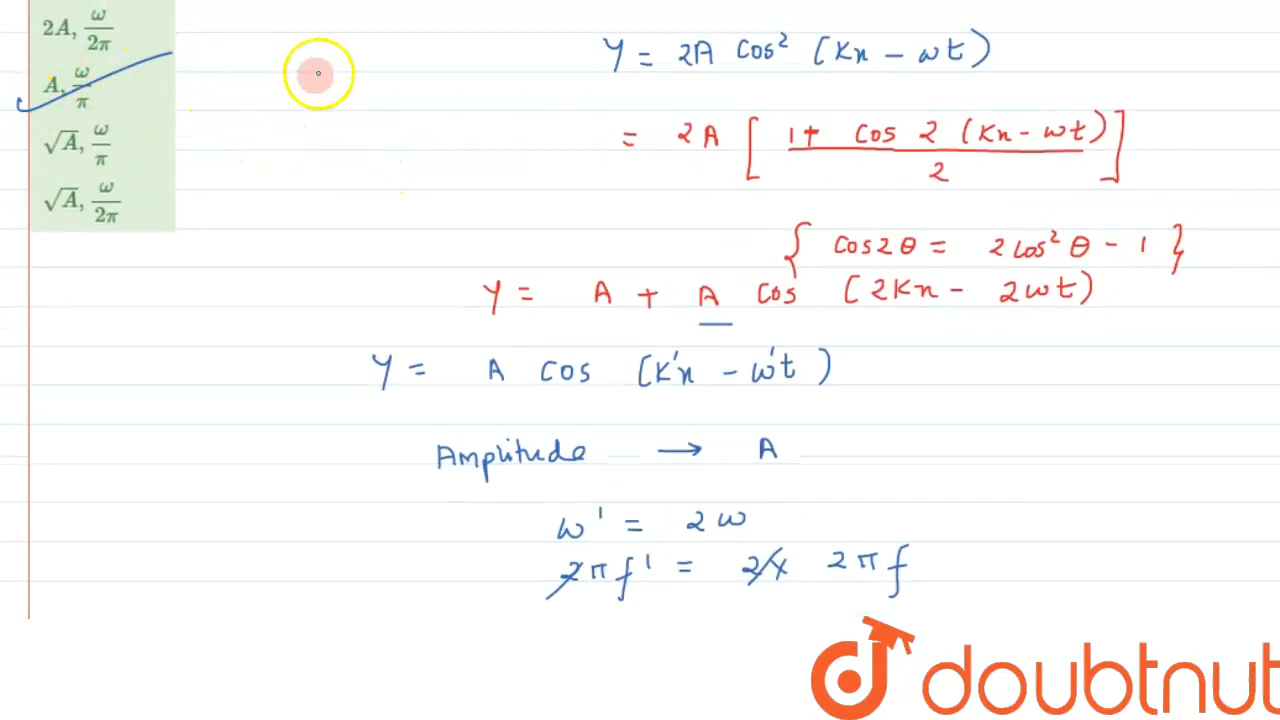 2A, ω/2π
A, ω/π
√A, ω/π
√A, ω/2π
Y = 2A cos² (Kx - ωt)
= 2A [ 1+ cos 2 (Kx - ωt) / 2 ]
{ cos2θ = 2cos²θ - 1 }
Y = A + A cos (2Kx - 2ωt)
Y = A cos (K'x - ω't)
Amplitude → A
ω' = 2ω
2πf' = 2× 2πf
doubtnut